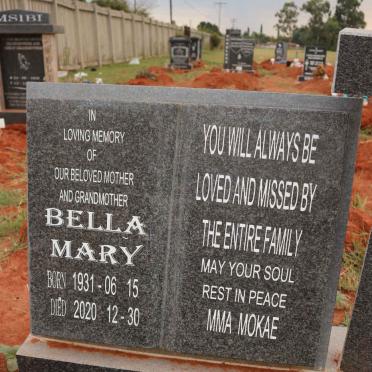 MSIBI
IN
LOVING MEMORY
OF
OUR BELOVED MOTHER
AND GRANDMOTHER
BELLA
MARY
BORN 1931 - 06 15
DIED 2020 12 - 30
YOU WILL ALWAYS BE
LOVED AND MISSED BY
THE ENTIRE FAMILY
MAY YOUR SOUL
REST IN PEACE
MMA MOKAE